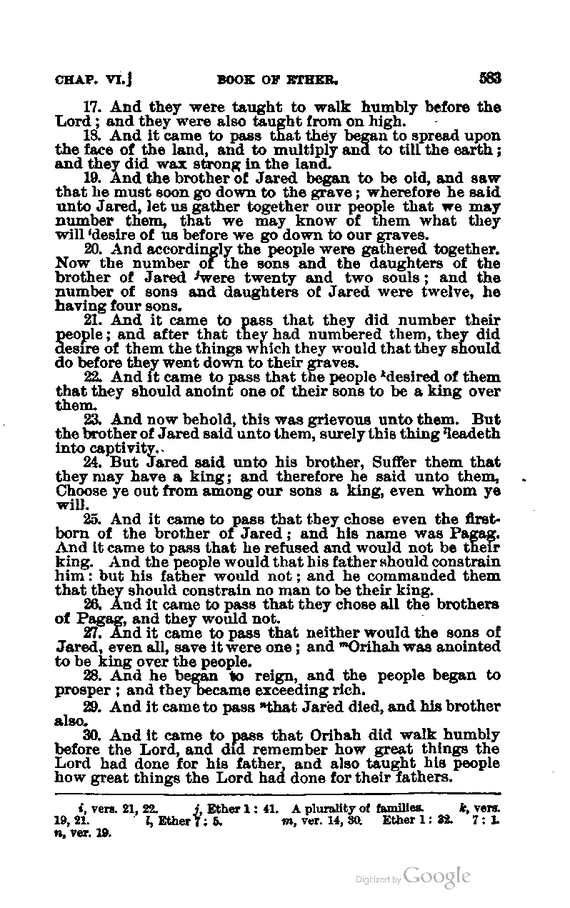 CHAP. VI.] BOOK OF ETHER. 583
17. And they were taught to walk humbly before the
Lord; and they were also taught from on high.
18. And it came to pass that they began to spread upon
the face of the land, and to multiply and to till the earth;
and they did wax strong in the land.
19. And the brother of Jared began to be old, and saw
that he must soon go down to the grave; wherefore he said
unto Jared, let us gather together our people that we may
number them, that we may know of them what they
will ⁱdesire of us before we go down to our graves.
20. And accordingly the people were gathered together.
Now the number of the sons and the daughters of the
brother of Jared ʲwere twenty and two souls; and the
number of sons and daughters of Jared were twelve, he
having four sons.
21. And it came to pass that they did number their
people; and after that they had numbered them, they did
desire of them the things which they would that they should
do before they went down to their graves.
22. And it came to pass that the people ᵏdesired of them
that they should anoint one of their sons to be a king over
them.
23. And now behold, this was grievous unto them. But
the brother of Jared said unto them, surely this thing ˡleadeth
into captivity.
24. But Jared said unto his brother, Suffer them that
they may have a king; and therefore he said unto them,
Choose ye out from among our sons a king, even whom ye
will.
25. And it came to pass that they chose even the first-
born of the brother of Jared; and his name was Pagag.
And it came to pass that he refused and would not be their
king. And the people would that his father should constrain
him: but his father would not; and he commanded them
that they should constrain no man to be their king.
26. And it came to pass that they chose all the brothers
of Pagag, and they would not.
27. And it came to pass that neither would the sons of
Jared, even all, save it were one; and ᵐOrihah was anointed
to be king over the people.
28. And he began to reign, and the people began to
prosper; and they became exceeding rich.
29. And it came to pass ⁿthat Jared died, and his brother
also.
30. And it came to pass that Orihah did walk humbly
before the Lord, and did remember how great things the
Lord had done for his father, and also taught his people
how great things the Lord had done for their fathers.
i, vers. 21, 22. j, Ether 1: 41. A plurality of families. k, vers.
19, 21. l, Ether 7: 5. m, ver. 14, 30. Ether 1: 32. 7: 1.
n, ver. 19.
Digitized by Google